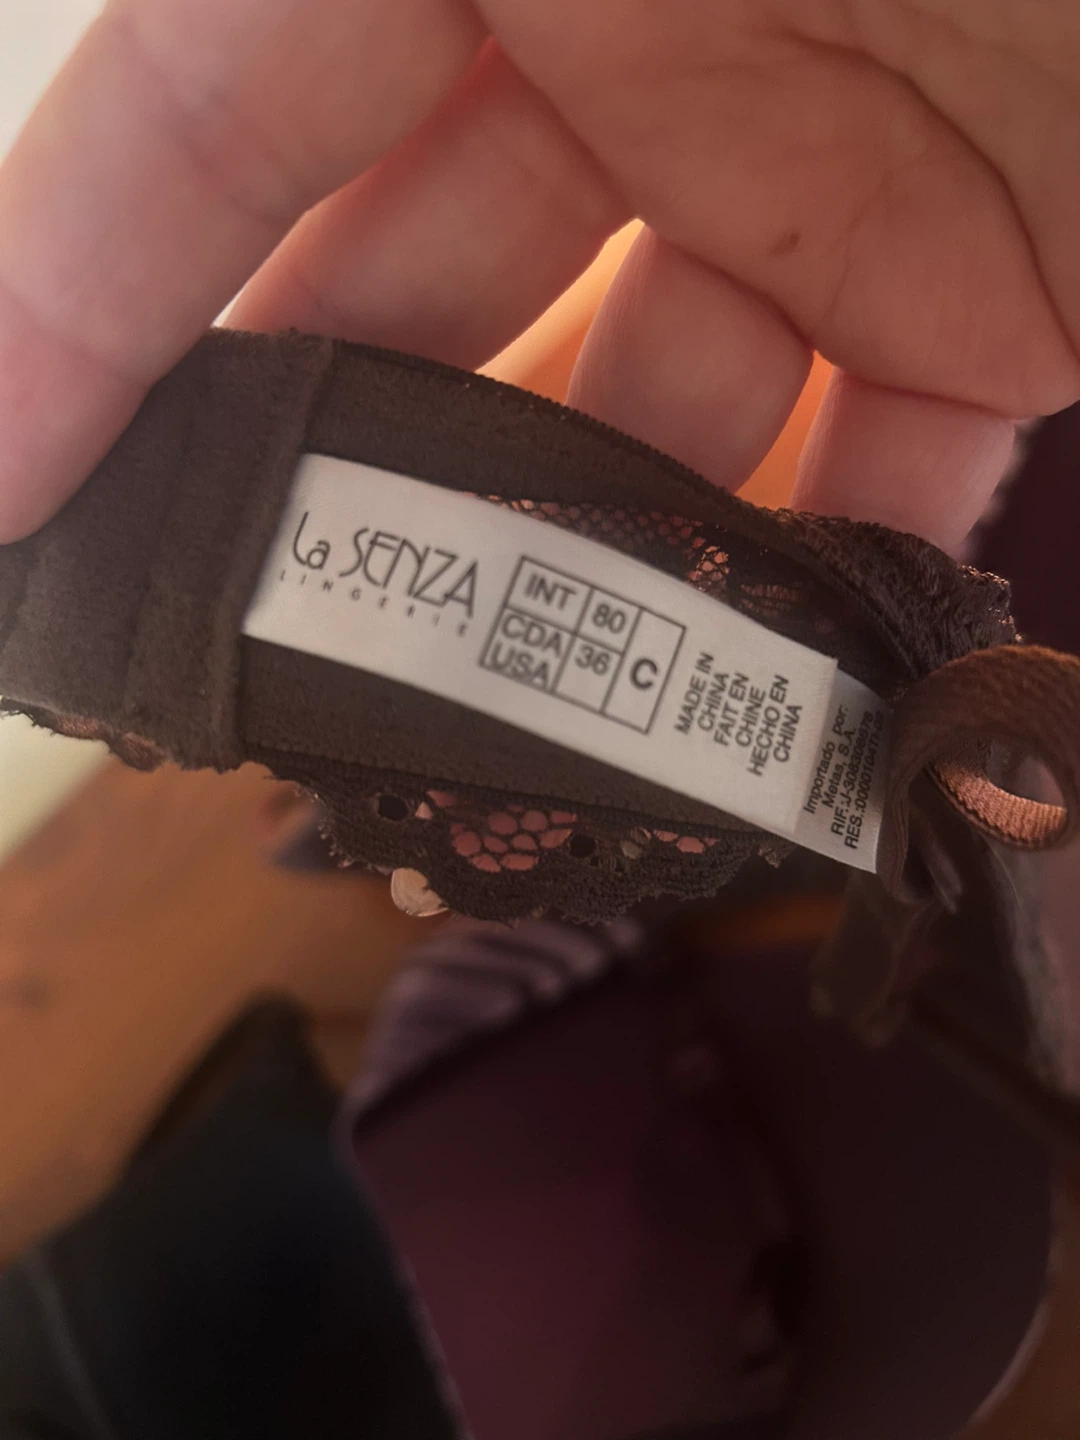 La SENZA
LINGERIE
INT 80
CDA 36 C
USA
MADE IN
CHINA
FAIT EN
CHINE
HECHO EN
CHINA
Importado por:
Metas, S.A.